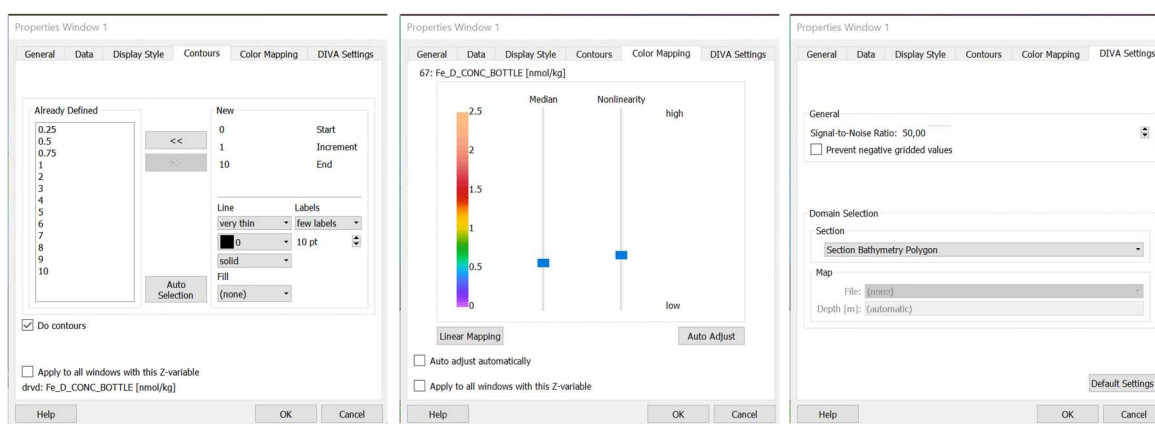 Properties Window 1
General Data Display Style Contours Color Mapping DIVA Settings
Already Defined
0.25
0.5
0.75
1
2
3
4
5
6
7
8
9
10
<<
>>
Auto
Selection
New
0 Start
1 Increment
10 End
Line Labels
very thin few labels
0 10 pt
solid
Fill
(none)
Do contours
Apply to all windows with this Z-variable
drvd: Fe_D_CONC_BOTTLE [nmol/kg]
Help OK Cancel
Properties Window 1
General Data Display Style Contours Color Mapping DIVA Settings
67: Fe_D_CONC_BOTTLE [nmol/kg]
Median Nonlinearity
2.5 high
2
1.5
1
0.5
0 low
Linear Mapping Auto Adjust
Auto adjust automatically
Apply to all windows with this Z-variable
Help OK Cancel
Properties Window 1
General Data Display Style Contours Color Mapping DIVA Settings
General
Signal-to-Noise Ratio: 50,00
Prevent negative gridded values
Domain Selection
Section
Section Bathymetry Polygon
Map
File: (none)
Depth [m]: (automatic)
Default Settings
Help OK Cancel